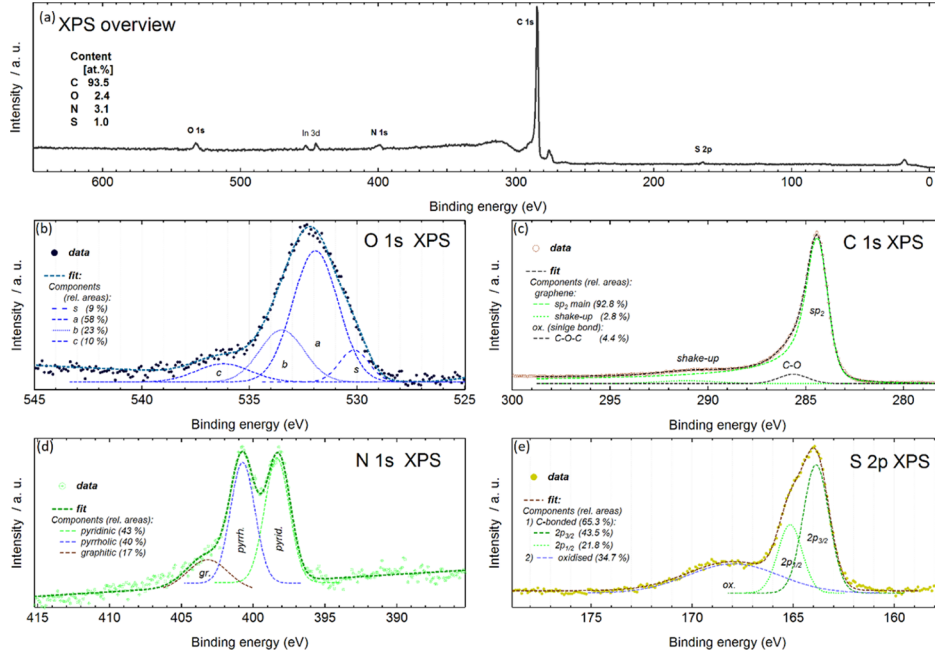 (a) XPS overview
C 1s
Content
[at.%]
C 93.5
O 2.4
N 3.1
S 1.0
O 1s
In 3d
N 1s
S 2p
Intensity / a. u.
600 500 400 300 200 100 0
Binding energy (eV)
(b)
O 1s XPS
data
fit:
Components
(rel. areas):
s (9 %)
a (58 %)
b (23 %)
c (10 %)
c
b
a
s
Intensity / a. u.
545 540 535 530 525
Binding energy (eV)
(c)
C 1s XPS
data
fit
Components (rel. areas):
graphene:
sp2 main (92.8 %)
shake-up (2.8 %)
ox. (sinlge bond):
C-O-C (4.4 %)
shake-up
sp2
C-O
Intensity / a. u.
300 295 290 285 280
Binding energy (eV)
(d)
N 1s XPS
data
fit
Components (rel. areas):
pyridinic (43 %)
pyrrholic (40 %)
graphitic (17 %)
gr.
pyrrh.
pyrid.
Intensity / a. u.
415 410 405 400 395 390
Binding energy (eV)
(e)
S 2p XPS
data
fit:
Components (rel. areas)
1) C-bonded (65.3 %)
2p3/2 (43.5 %)
2p1/2 (21.8 %)
2) oxidised (34.7 %)
ox.
2p1/2
2p3/2
Intensity / a. u.
175 170 165 160
Binding energy (eV)